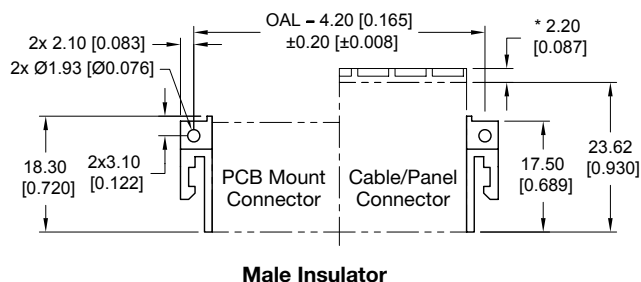 OAL – 4.20 [0.165]
±0.20 [±0.008]
* 2.20
[0.087]
2x 2.10 [0.083]
2x Ø1.93 [Ø0.076]
18.30
[0.720]
2x3.10
[0.122]
PCB Mount
Connector
Cable/Panel
Connector
17.50
[0.689]
23.62
[0.930]
Male Insulator